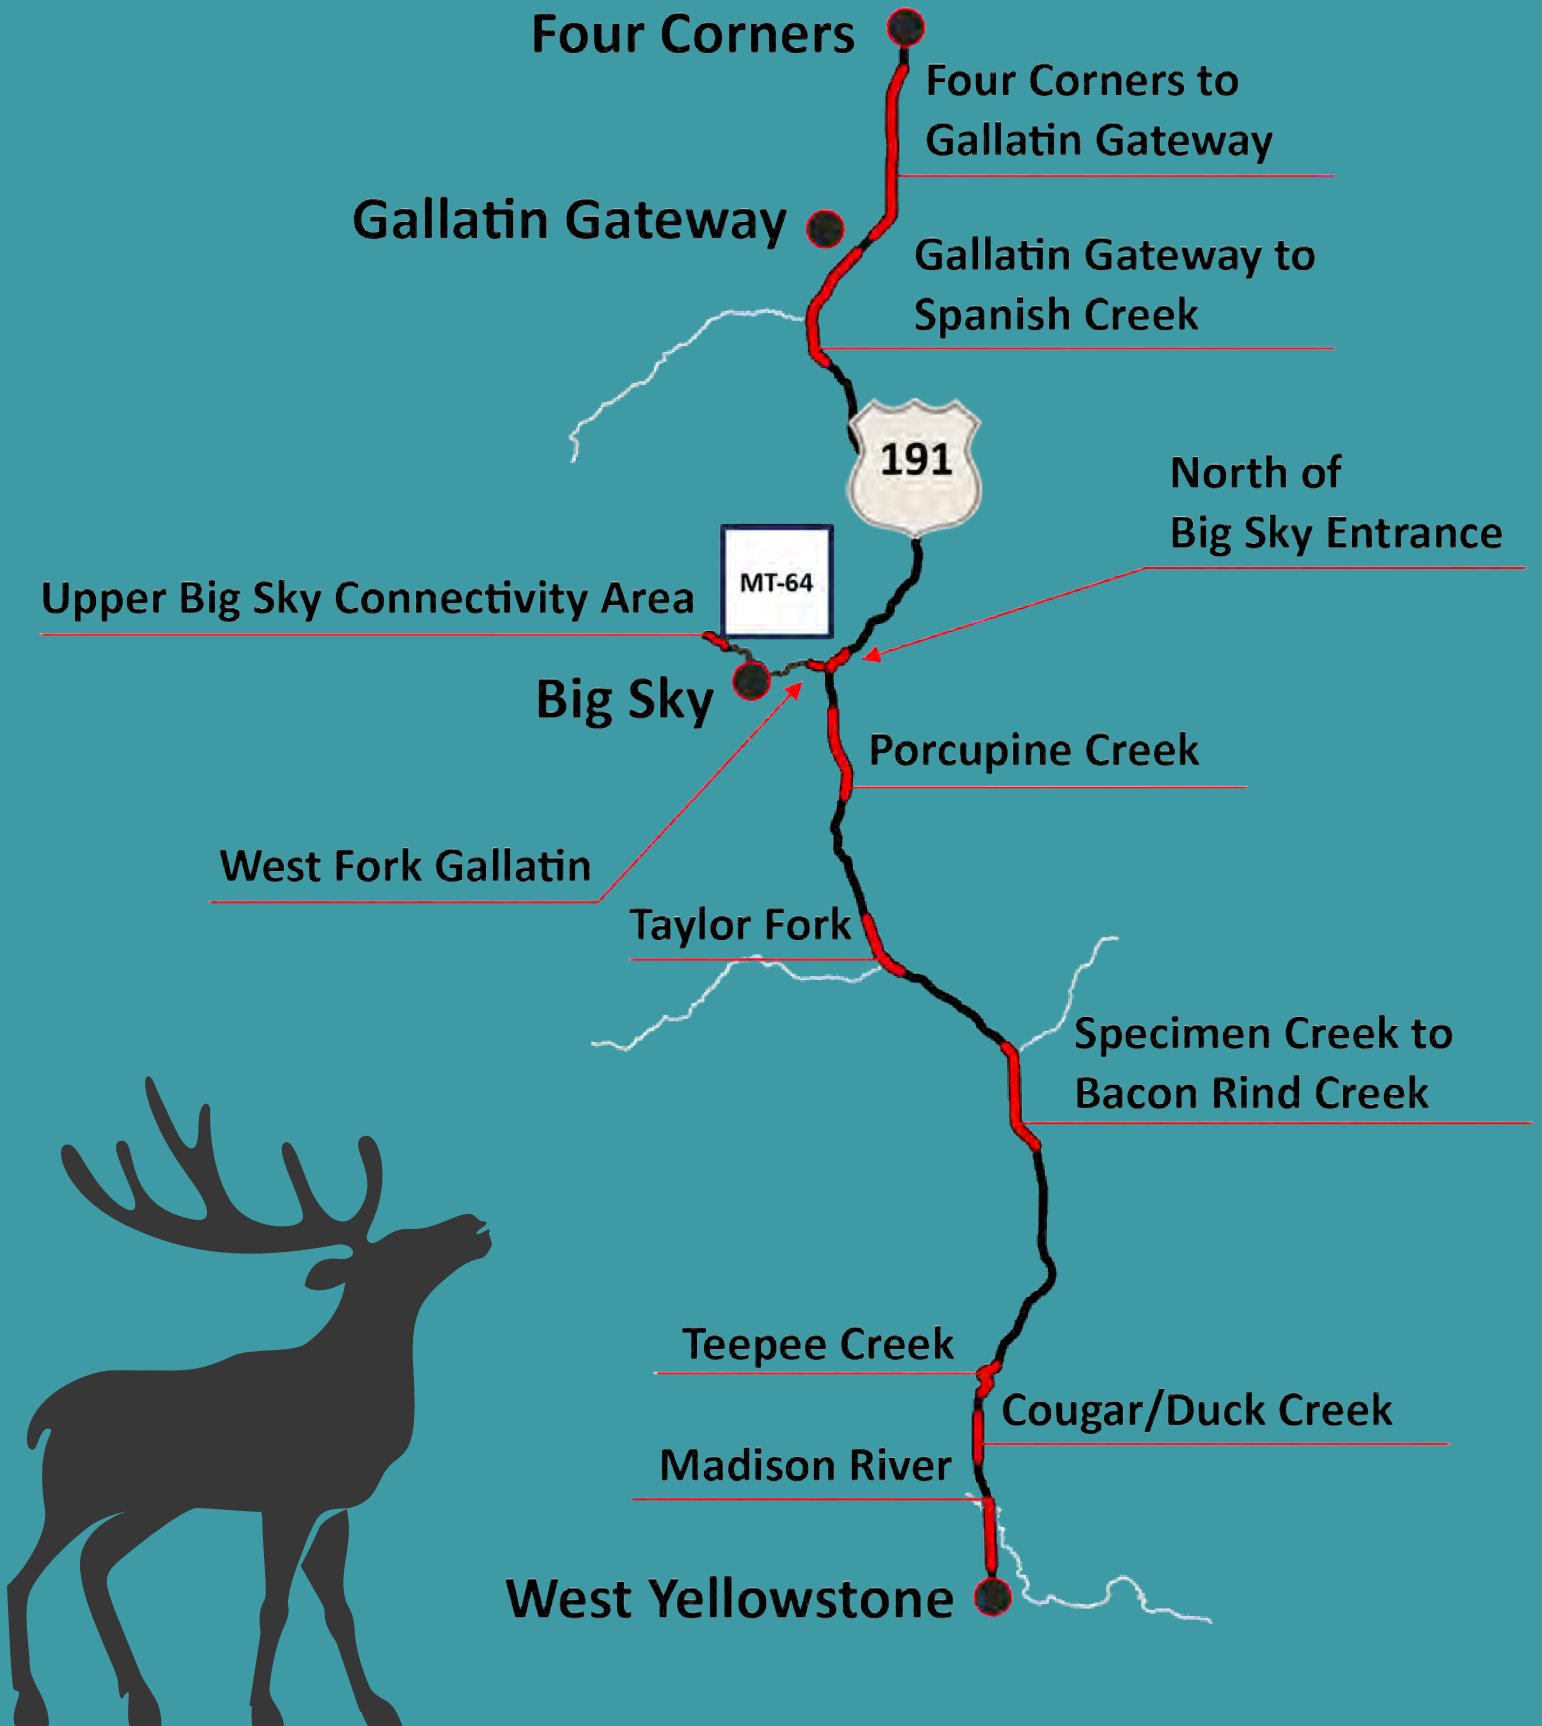 Four Corners
Four Corners to
Gallatin Gateway
Gallatin Gateway
Gallatin Gateway to
Spanish Creek
191
North of
Big Sky Entrance
MT-64
Upper Big Sky Connectivity Area
Big Sky
Porcupine Creek
West Fork Gallatin
Taylor Fork
Specimen Creek to
Bacon Rind Creek
Teepee Creek
Cougar/Duck Creek
Madison River
West Yellowstone